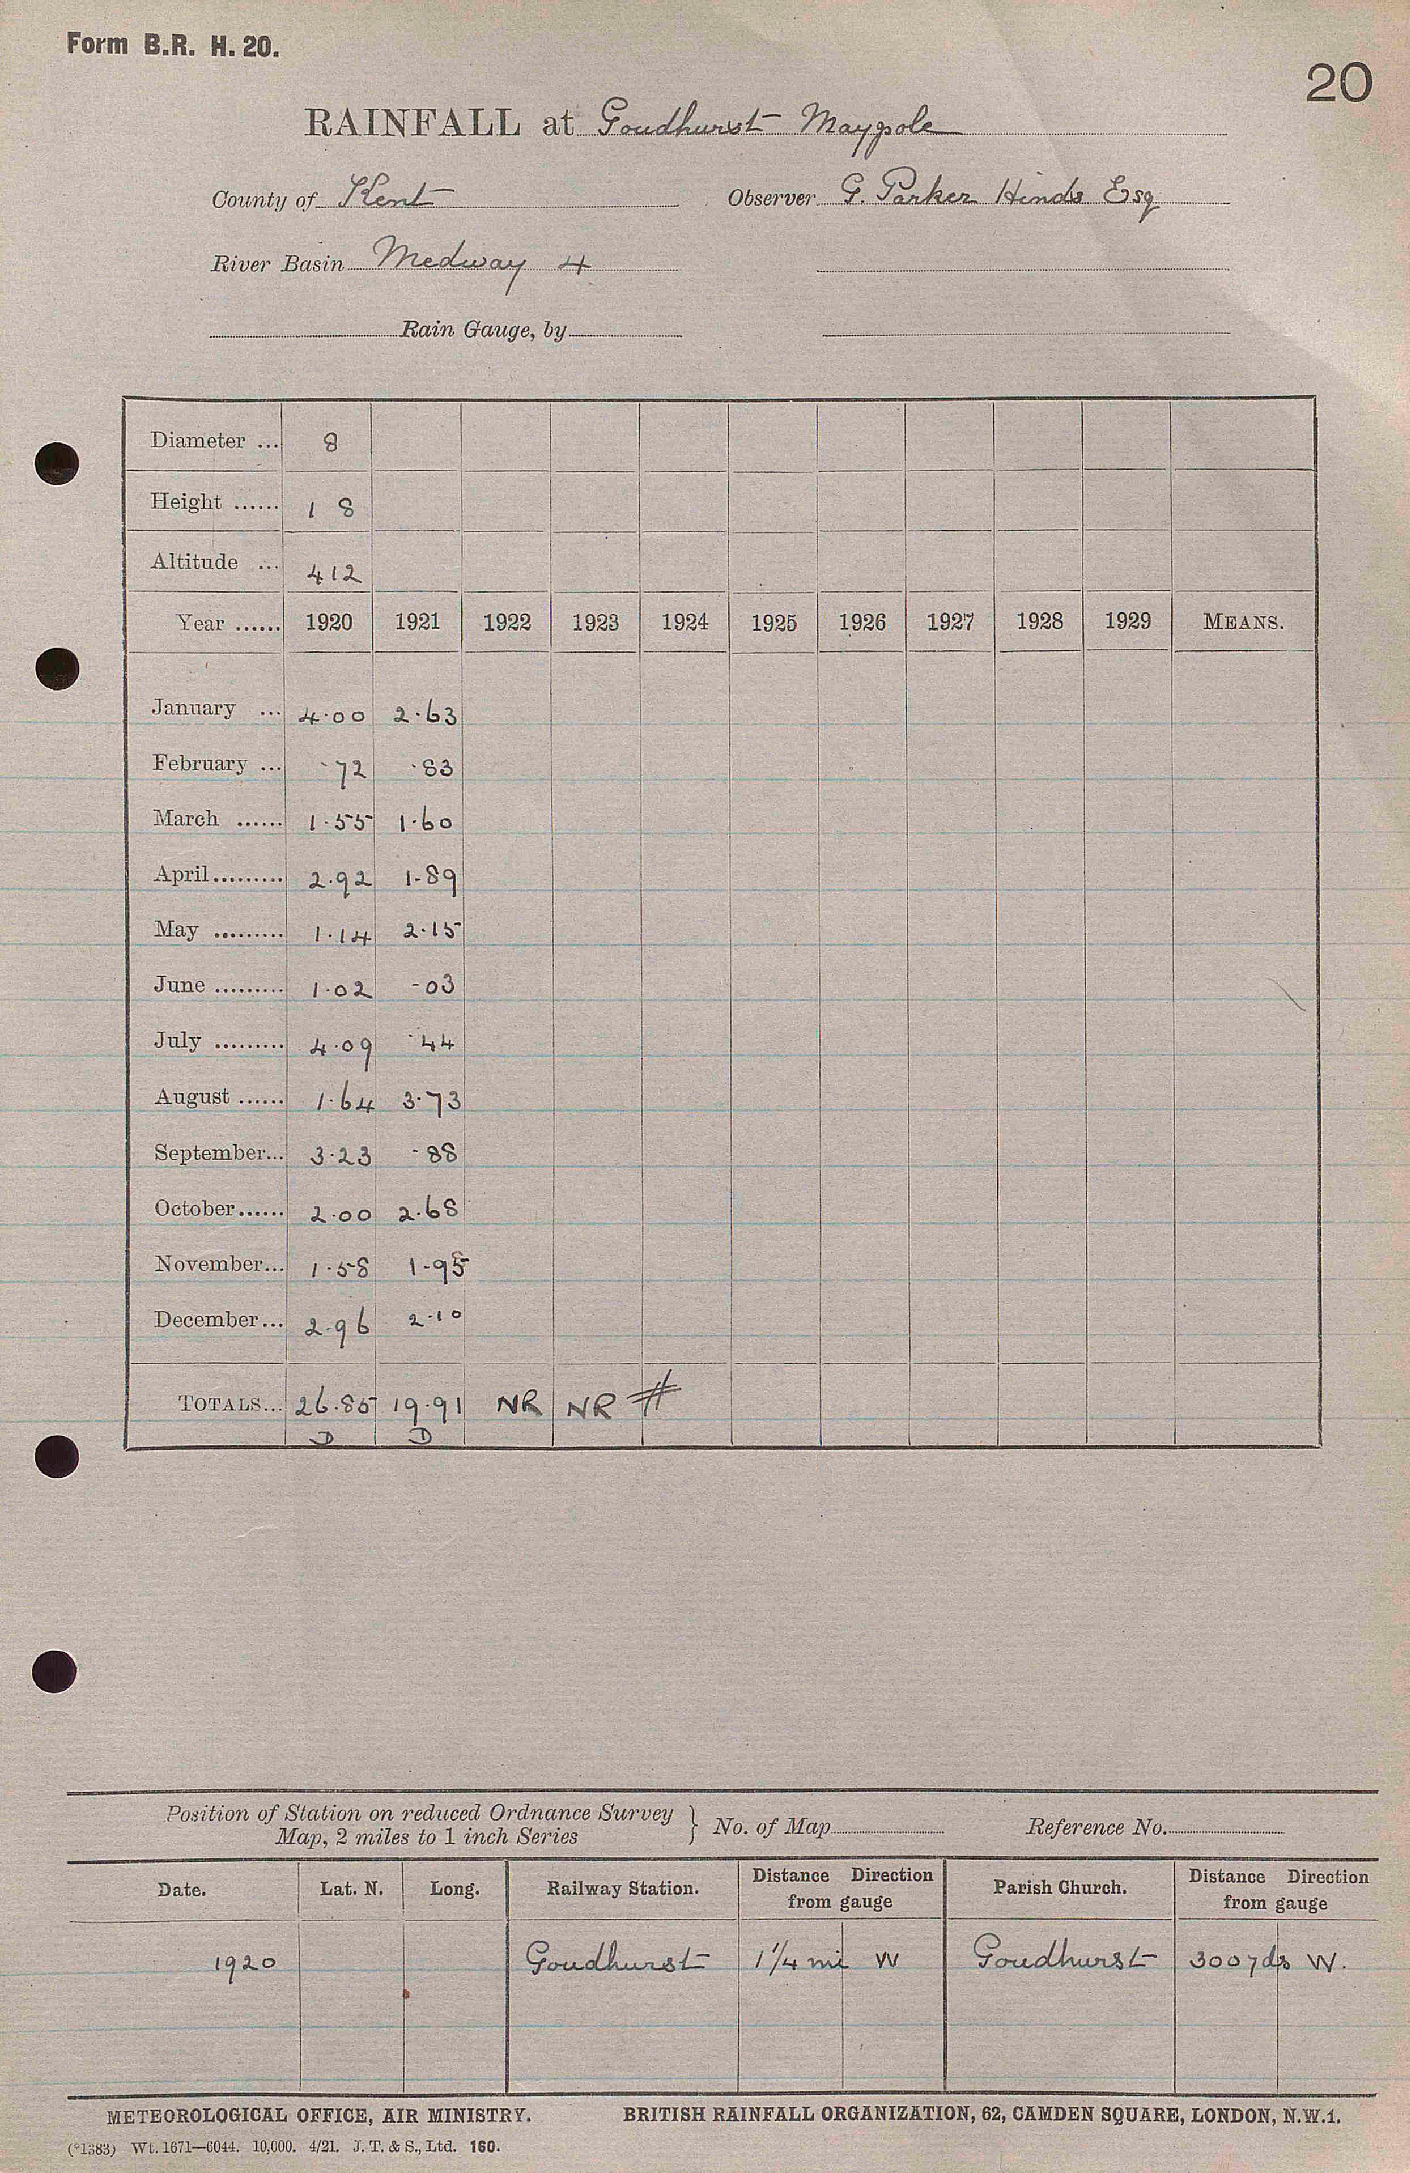 Form B.R. H. 20.
20
RAINFALL at Goudhurst Maypole
County of Kent Observer G. Parker Hinds Esq
River Basin Medway 4
Rain Gauge, by
Diameter ... 8
Height ...... 1 8
Altitude ... 412
Year ...... 1920 1921 1922 1923 1924 1925 1926 1927 1928 1929 MEANS.
January ... 4.00 2.63
February ... .72 .83
March ...... 1.55 1.60
April......... 2.92 1.89
May ......... 1.14 2.15
June ......... 1.02 .03
July ......... 4.09 .44
August ...... 1.64 3.73
September... 3.23 .88
October...... 2.00 2.68
November... 1.58 1.95
December... 2.96 2.10
TOTALS... 26.85 19.91 NR NR #
D D
Position of Station on reduced Ordnance Survey Map, 2 miles to 1 inch Series } No. of Map Reference No.
Date. Lat. N. Long. Railway Station. Distance Direction from gauge Parish Church. Distance Direction from gauge
1920 Goudhurst 1 1/4 mi W Goudhurst 300 yds W.
METEOROLOGICAL OFFICE, AIR MINISTRY. BRITISH RAINFALL ORGANIZATION, 62, CAMDEN SQUARE, LONDON, N.W.1.
(*1383) Wt. 1671—6044. 10,000. 4/21. J. T. & S., Ltd. 160.